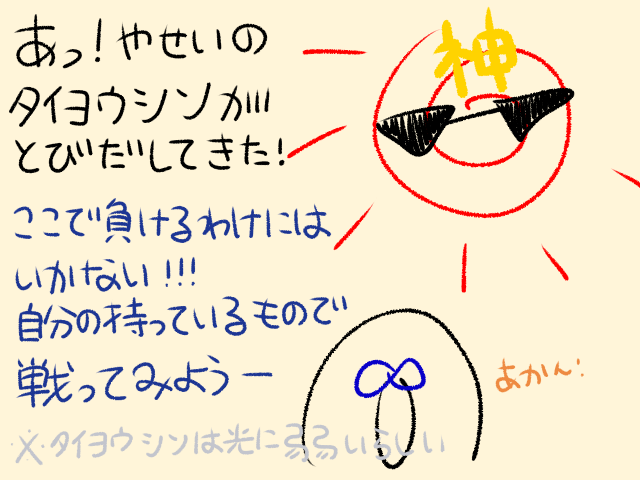 あっ!やせいの
タイヨウシンが
とびだしてきた!
神
ここで負けるわけには
いかない!!!
自分の持っているもので
戦ってみようー
あかん!
※タイヨウシンは光に弱いらしい